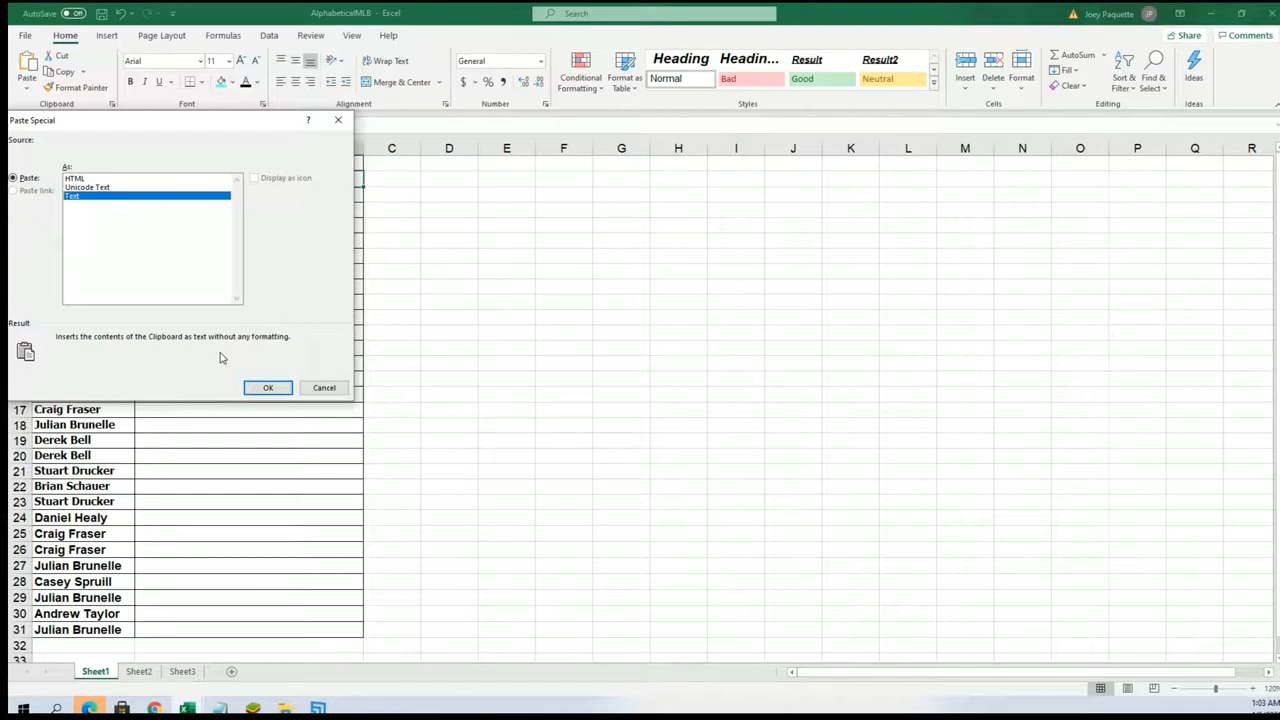 AutoSave Off AlphabeticalMLB - Excel Search Joey Paquette JP
File Home Insert Page Layout Formulas Data Review View Help Share Comments
Paste Cut Copy Format Painter Clipboard
Arial 11 A A B I U A Font
Wrap Text Merge & Center Alignment
General $ % , Number
Conditional Formatting Format as Table
Heading Headin... Result Result2
Normal Bad Good Neutral
Styles
Insert Delete Format Cells
AutoSum Fill Clear Sort & Filter Find & Select Editing
Ideas Ideas
Paste Special ?
Source:
As:
Paste: HTML Display as icon
Paste link: Unicode Text
Text
Result
Inserts the contents of the Clipboard as text without any formatting.
OK Cancel
C D E F G H I J K L M N O P Q R
17 Craig Fraser
18 Julian Brunelle
19 Derek Bell
20 Derek Bell
21 Stuart Drucker
22 Brian Schauer
23 Stuart Drucker
24 Daniel Healy
25 Craig Fraser
26 Craig Fraser
27 Julian Brunelle
28 Casey Spruill
29 Julian Brunelle
30 Andrew Taylor
31 Julian Brunelle
32
33
Sheet1 Sheet2 Sheet3
120%
1:03 AM